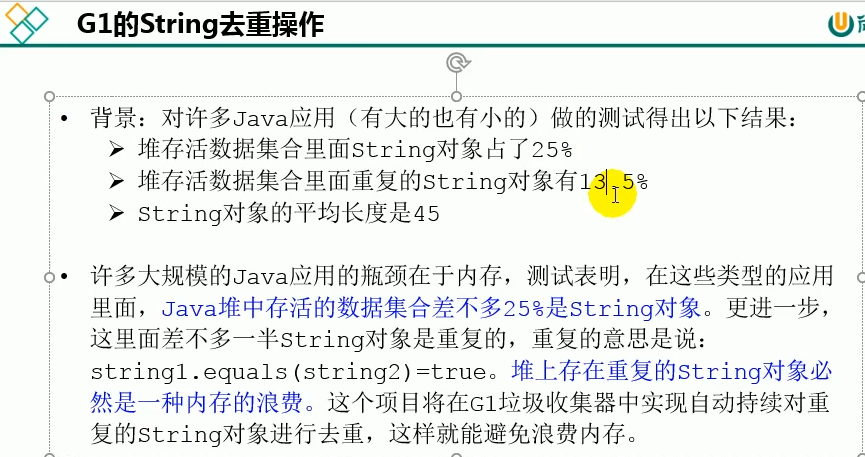 G1的String去重操作
• 背景：对许多Java应用（有大的也有小的）做的测试得出以下结果：
➢ 堆存活数据集合里面String对象占了25%
➢ 堆存活数据集合里面重复的String对象有13.5%
➢ String对象的平均长度是45
• 许多大规模的Java应用的瓶颈在于内存，测试表明，在这些类型的应用
里面，Java堆中存活的数据集合差不多25%是String对象。更进一步，
这里面差不多一半String对象是重复的，重复的意思是说：
string1.equals(string2)=true。堆上存在重复的String对象必
然是一种内存的浪费。这个项目将在G1垃圾收集器中实现自动持续对重
复的String对象进行去重，这样就能避免浪费内存。